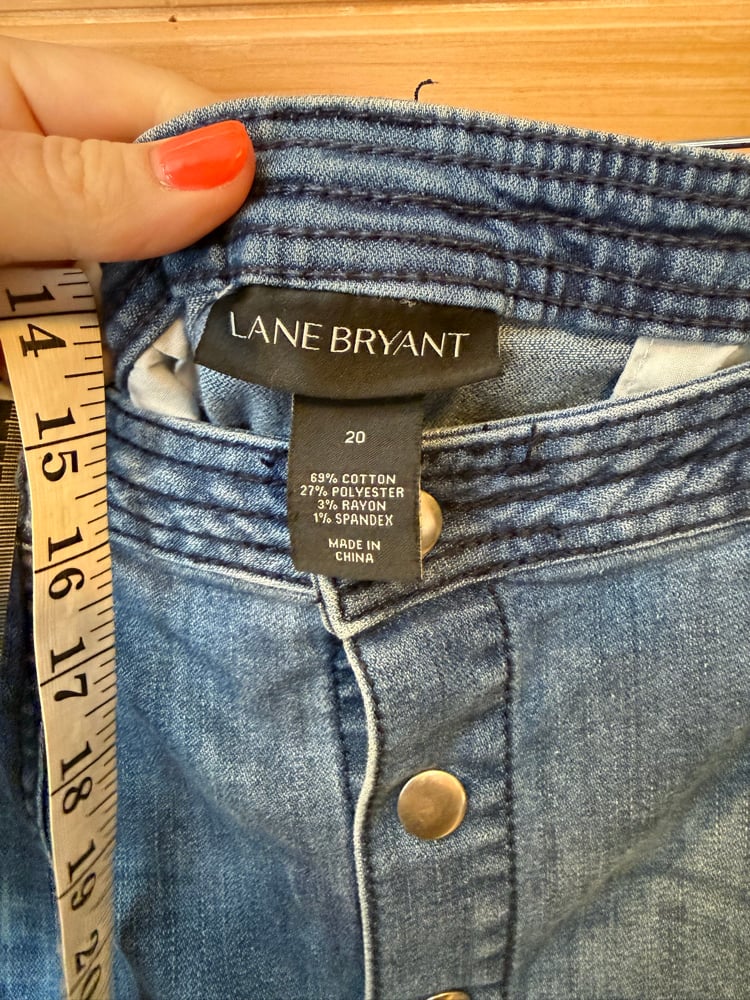 LANE BRYANT
20
69% COTTON
27% POLYESTER
3% RAYON
1% SPANDEX
MADE IN
CHINA
14
15
16
17
18
19
20